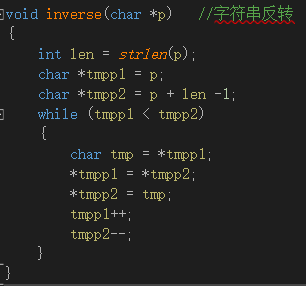 void inverse(char *p)   //字符串反转
{
    int len = strlen(p);
    char *tmpp1 = p;
    char *tmpp2 = p + len -1;
    while (tmpp1 < tmpp2)
    {
        char tmp = *tmpp1;
        *tmpp1 = *tmpp2;
        *tmpp2 = tmp;
        tmpp1++;
        tmpp2--;
    }
}